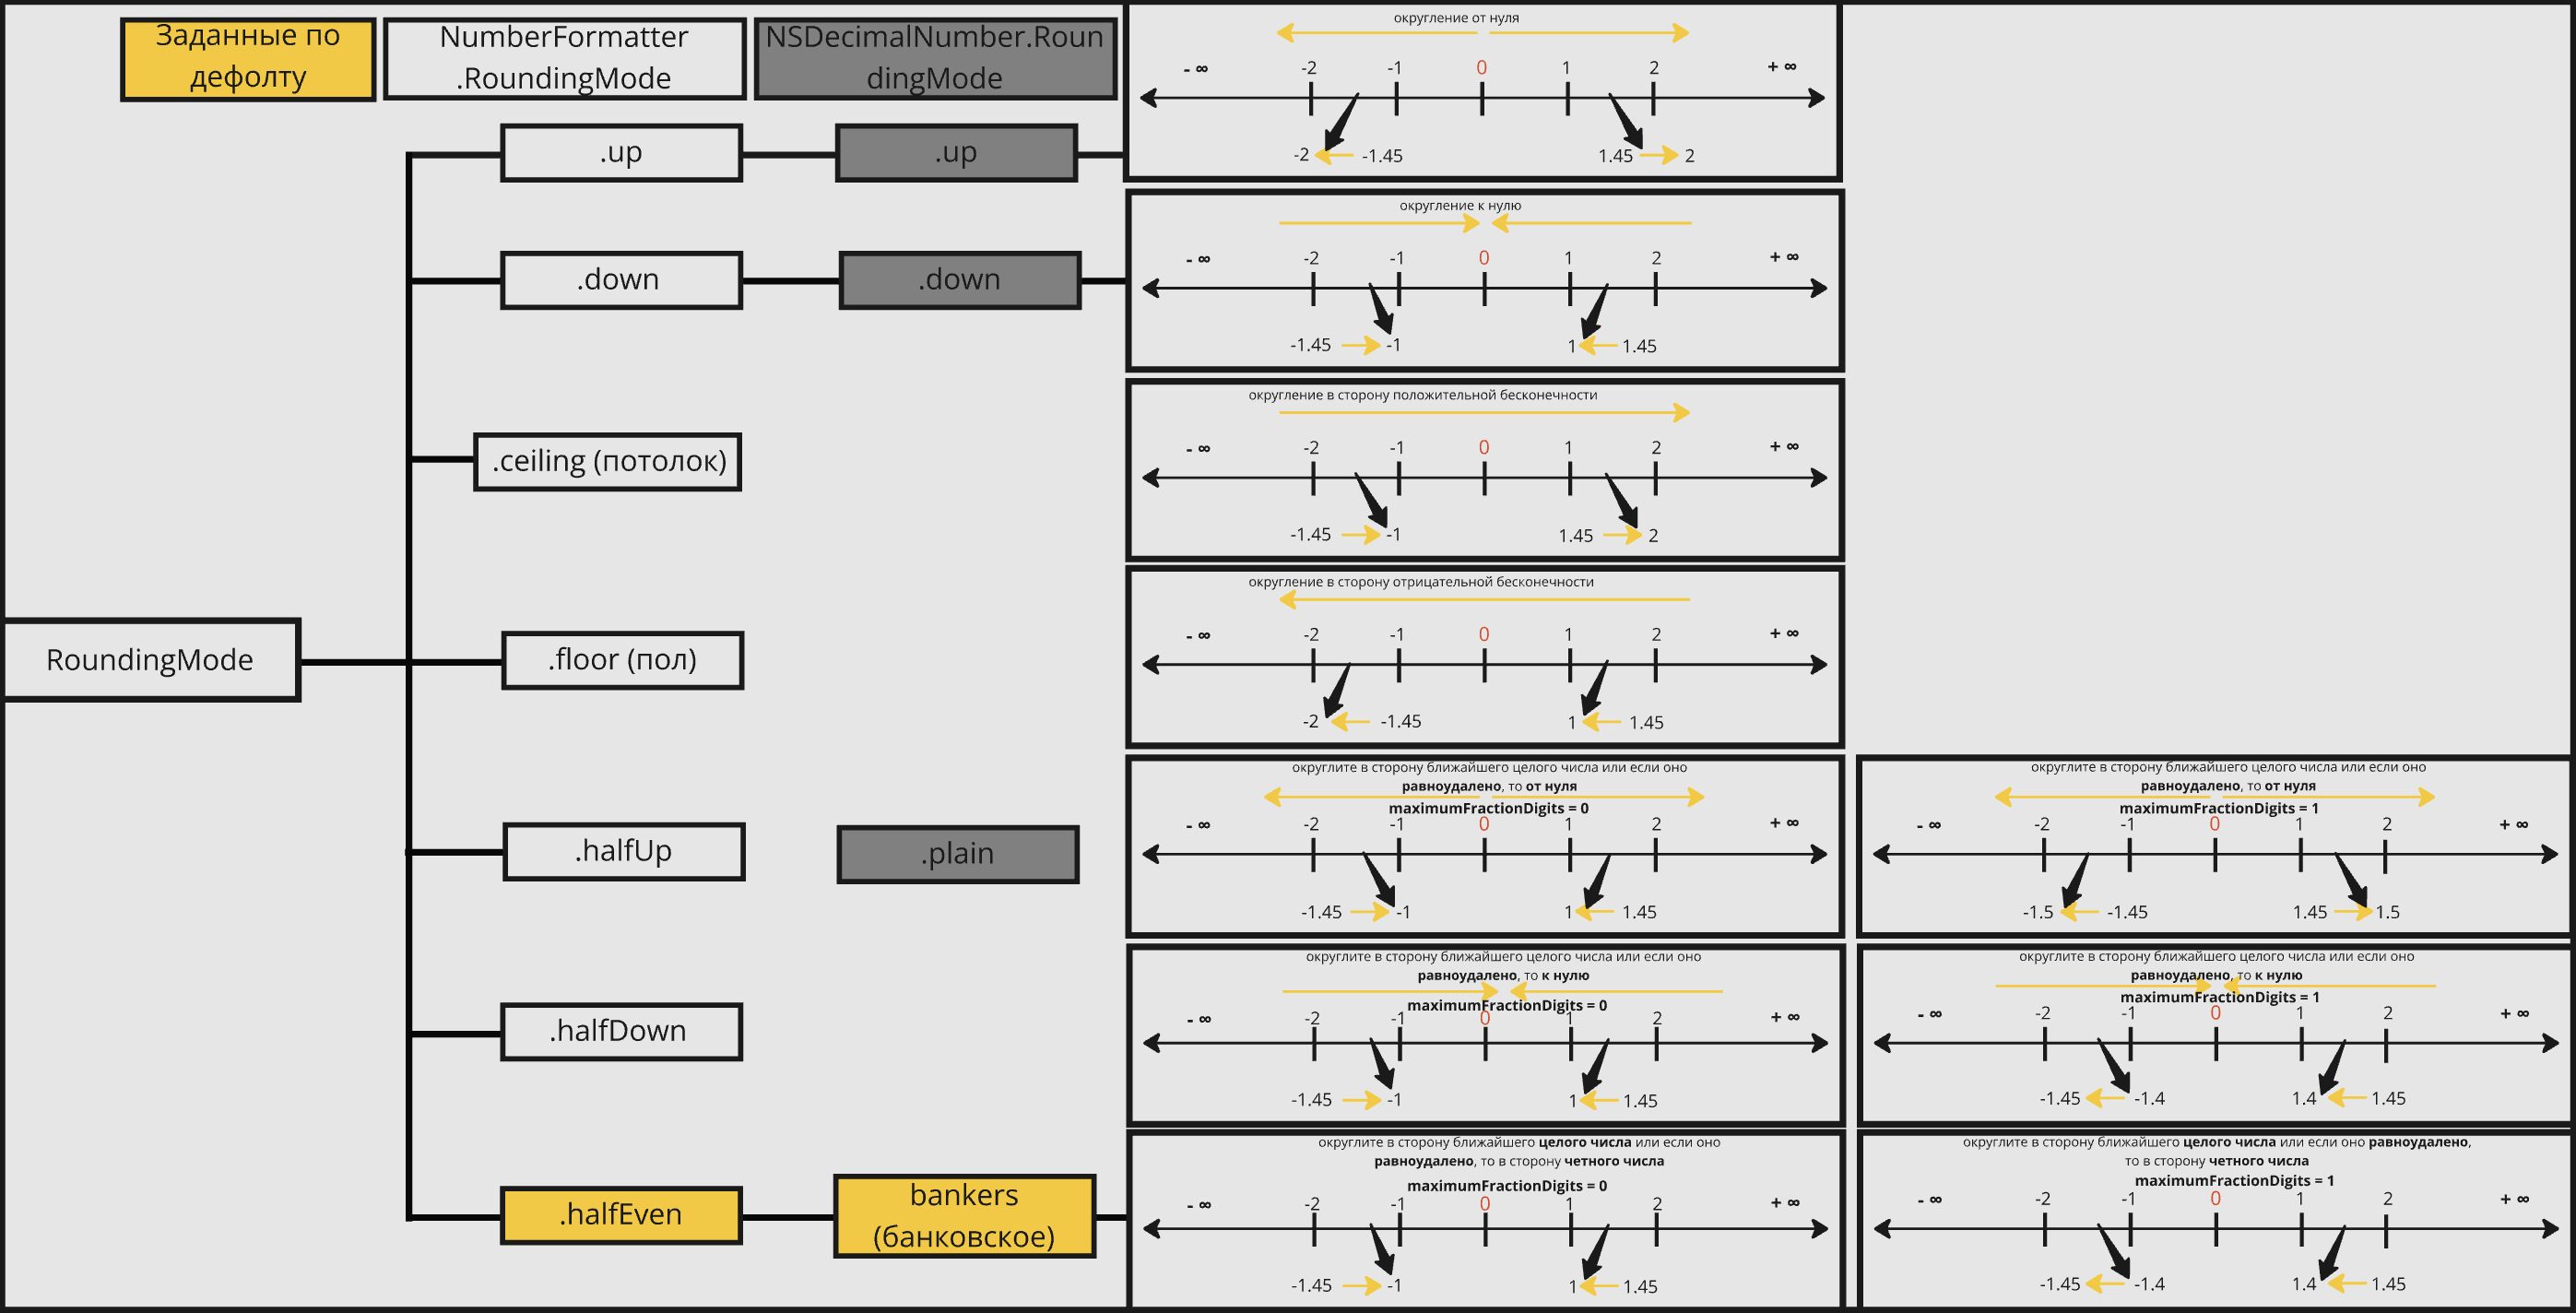 Заданные по
дефолту
NumberFormatter
.RoundingMode
NSDecimalNumber.Roun
dingMode
округление от нуля
- ∞ -2 -1 0 1 2 + ∞
-2 -1.45 1.45 2
.up
.up
округление к нулю
- ∞ -2 -1 0 1 2 + ∞
-1.45 -1 1 1.45
.down
.down
округление в сторону положительной бесконечности
- ∞ -2 -1 0 1 2 + ∞
-1.45 -1 1.45 2
.ceiling (потолок)
округление в сторону отрицательной бесконечности
- ∞ -2 -1 0 1 2 + ∞
-2 -1.45 1 1.45
RoundingMode
.floor (пол)
.halfUp
.plain
округлите в сторону ближайшего целого числа или если оно
равноудалено, то от нуля
maximumFractionDigits = 0
- ∞ -2 -1 0 1 2 + ∞
-1.45 -1 1 1.45
округлите в сторону ближайшего целого числа или если оно
равноудалено, то от нуля
maximumFractionDigits = 1
- ∞ -2 -1 0 1 2 + ∞
-1.5 -1.45 1.45 1.5
.halfDown
округлите в сторону ближайшего целого числа или если оно
равноудалено, то к нулю
maximumFractionDigits = 0
- ∞ -2 -1 0 1 2 + ∞
-1.45 -1 1 1.45
округлите в сторону ближайшего целого числа или если оно
равноудалено, то к нулю
maximumFractionDigits = 1
- ∞ -2 -1 0 1 2 + ∞
-1.45 -1.4 1.4 1.45
.halfEven
bankers
(банковское)
округлите в сторону ближайшего целого числа или если оно
равноудалено, то в сторону четного числа
maximumFractionDigits = 0
- ∞ -2 -1 0 1 2 + ∞
-1.45 -1 1 1.45
округлите в сторону ближайшего целого числа или если оно равноудалено,
то в сторону четного числа
maximumFractionDigits = 1
- ∞ -2 -1 0 1 2 + ∞
-1.45 -1.4 1.4 1.45